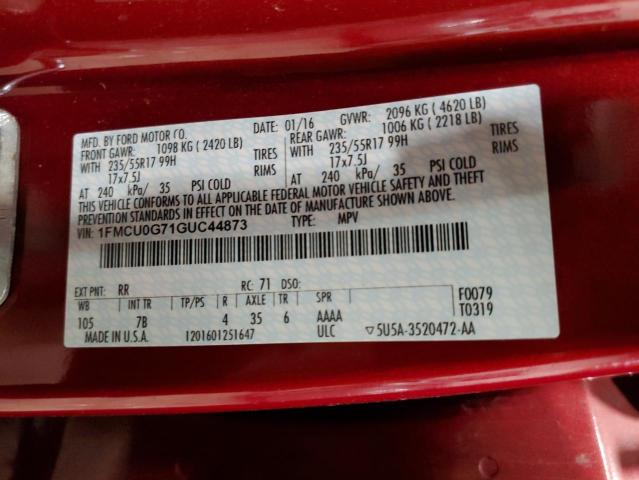 MFD. BY FORD MOTOR CO.
DATE 01/16 GVWR: 2096 KG ( 4620 LB)
FRONT GAWR: 1098 KG ( 2420 LB) REAR GAWR: 1006 KG ( 2218 LB)
WITH 235/55R17 99H TIRES WITH 235/55R17 99H TIRES
17x7.5J RIMS 17x7.5J RIMS
AT 240 kPa/ 35 PSI COLD AT 240 kPa/ 35 PSI COLD
THIS VEHICLE CONFORMS TO ALL APPLICABLE FEDERAL MOTOR VEHICLE SAFETY AND THEFT
PREVENTION STANDARDS IN EFFECT ON THE DATE OF MANUFACTURE SHOWN ABOVE.
1FMCU0G71GUC44873 TYPE: MPV
EXT PNT: RR RC: 71 DSO: F0079
WB INT TR TP/PS R AXLE TR SPR T0319
105 7B 4 35 6 AAAA
MADE IN U.S.A. 1201601251647 ULC ▽5U5A-3520472-AA